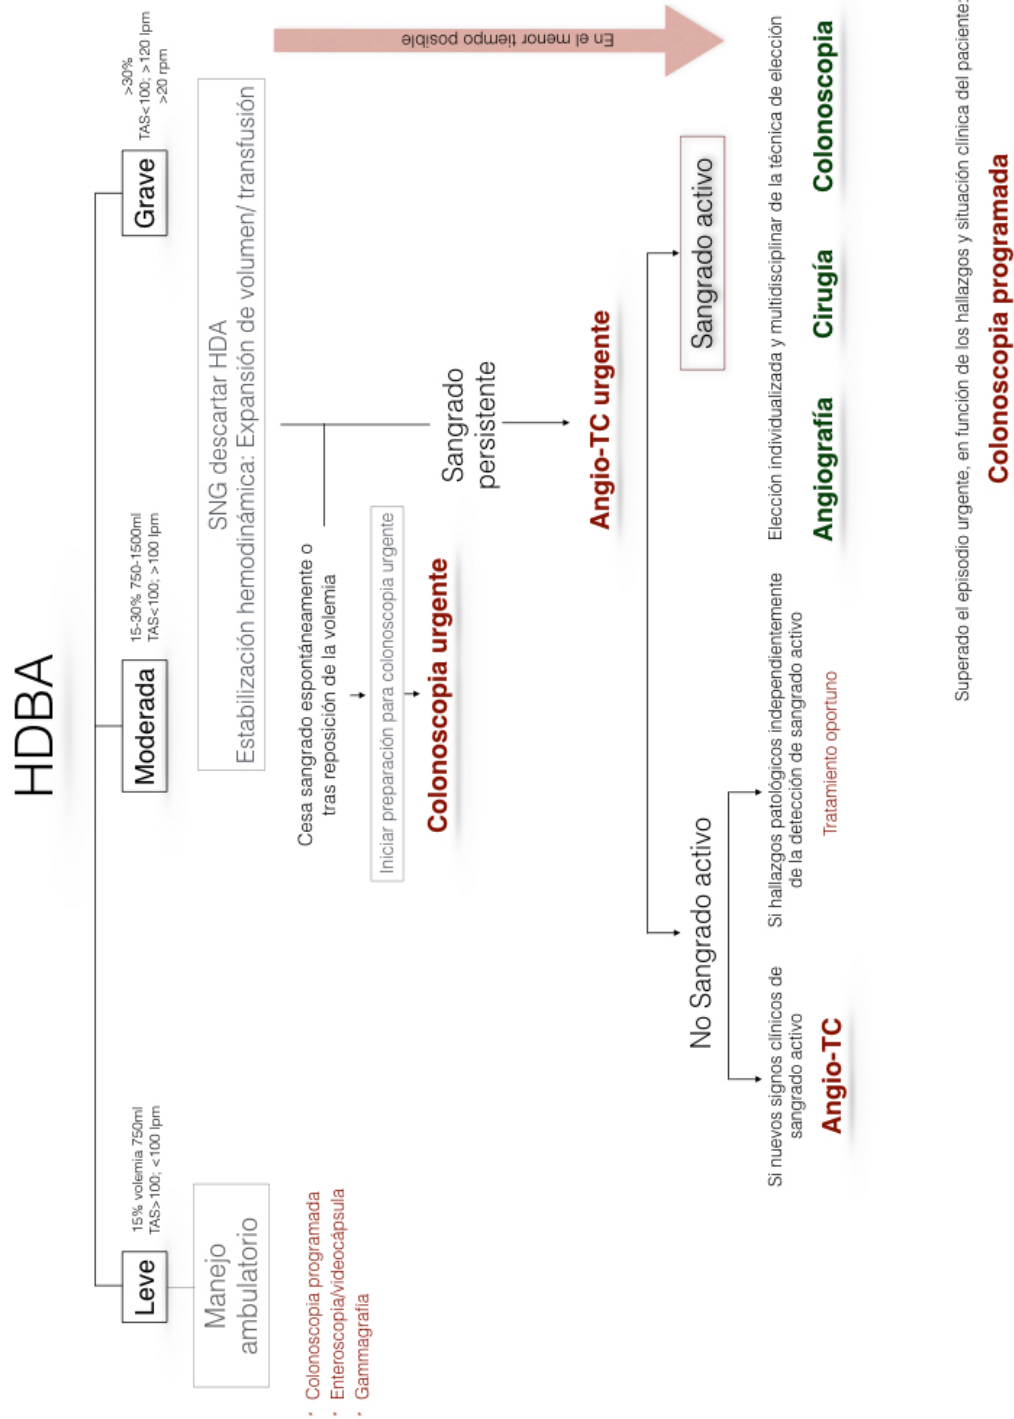 HDBA
Leve
15% volemia 750ml
TAS>100; <100 lpm
Moderada
15-30% 750-1500ml
TAS<100; >100 lpm
Grave
>30%
TAS<100; >120 lpm
>20 rpm
Manejo
ambulatorio
· Colonoscopia programada
· Enteroscopia/videocápsula
· Gammagrafia
SNG descartar HDA
Estabilización hemodinámica: Expansión de volumen/ transfusión
En el menor tiempo posible
Cesa sangrado espontáneamente o
tras reposición de la volemia
Iniciar preparación para colonoscopia urgente
Colonoscopia urgente
Sangrado
persistente
Angio-TC urgente
No Sangrado activo
Sangrado activo
Si nuevos signos clínicos de
sangrado activo
Angio-TC
Si hallazgos patológicos independientemente
de la detección de sangrado activo
Tratamiento oportuno
Elección individualizada y multidisciplinar de la técnica de elección
Angiografía
Cirugía
Colonoscopia
Superado el episodio urgente, en función de los hallazgos y situación clínica del paciente:
Colonoscopia programada